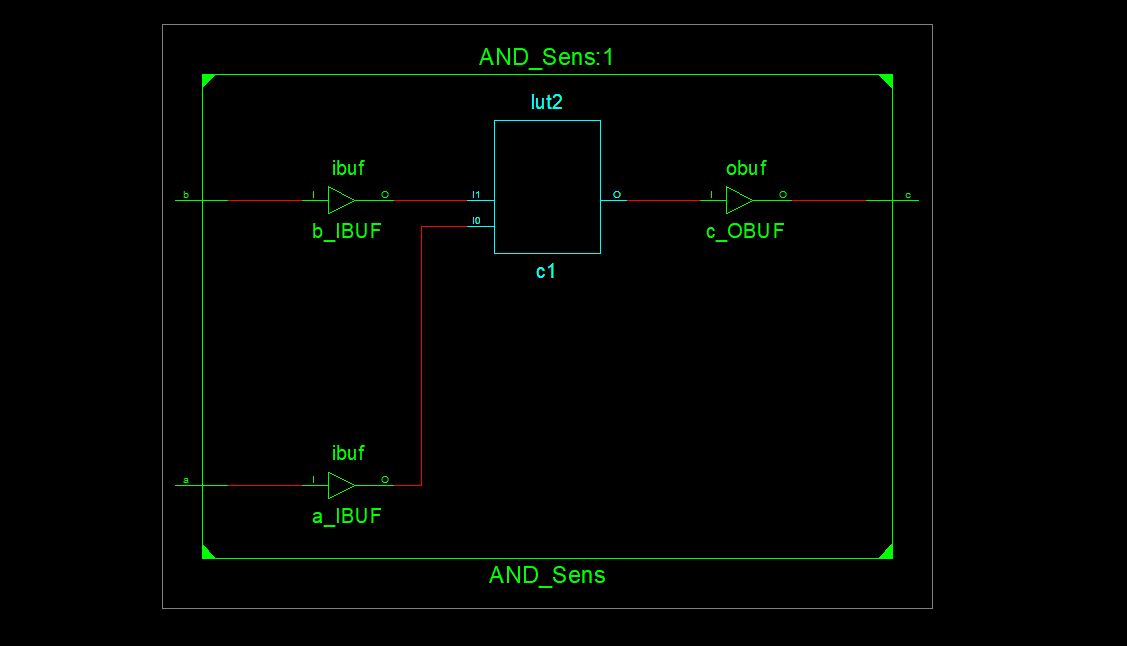 AND_Sens:1
lut2
ibuf
obuf
b
I
O
I1
O
I
O
c
I0
b_IBUF
c_OBUF
c1
ibuf
a
I
O
a_IBUF
AND_Sens